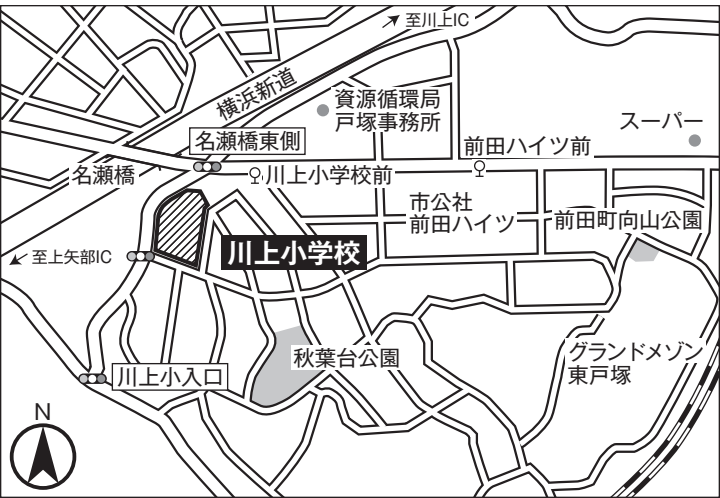 至川上IC
横浜新道
資源循環局
戸塚事務所
スーパー
名瀬橋東側
前田ハイツ前
名瀬橋
川上小学校前
市公社
前田ハイツ
前田町向山公園
至上矢部IC
川上小学校
川上小入口
秋葉台公園
グランドメゾン
東戸塚
N